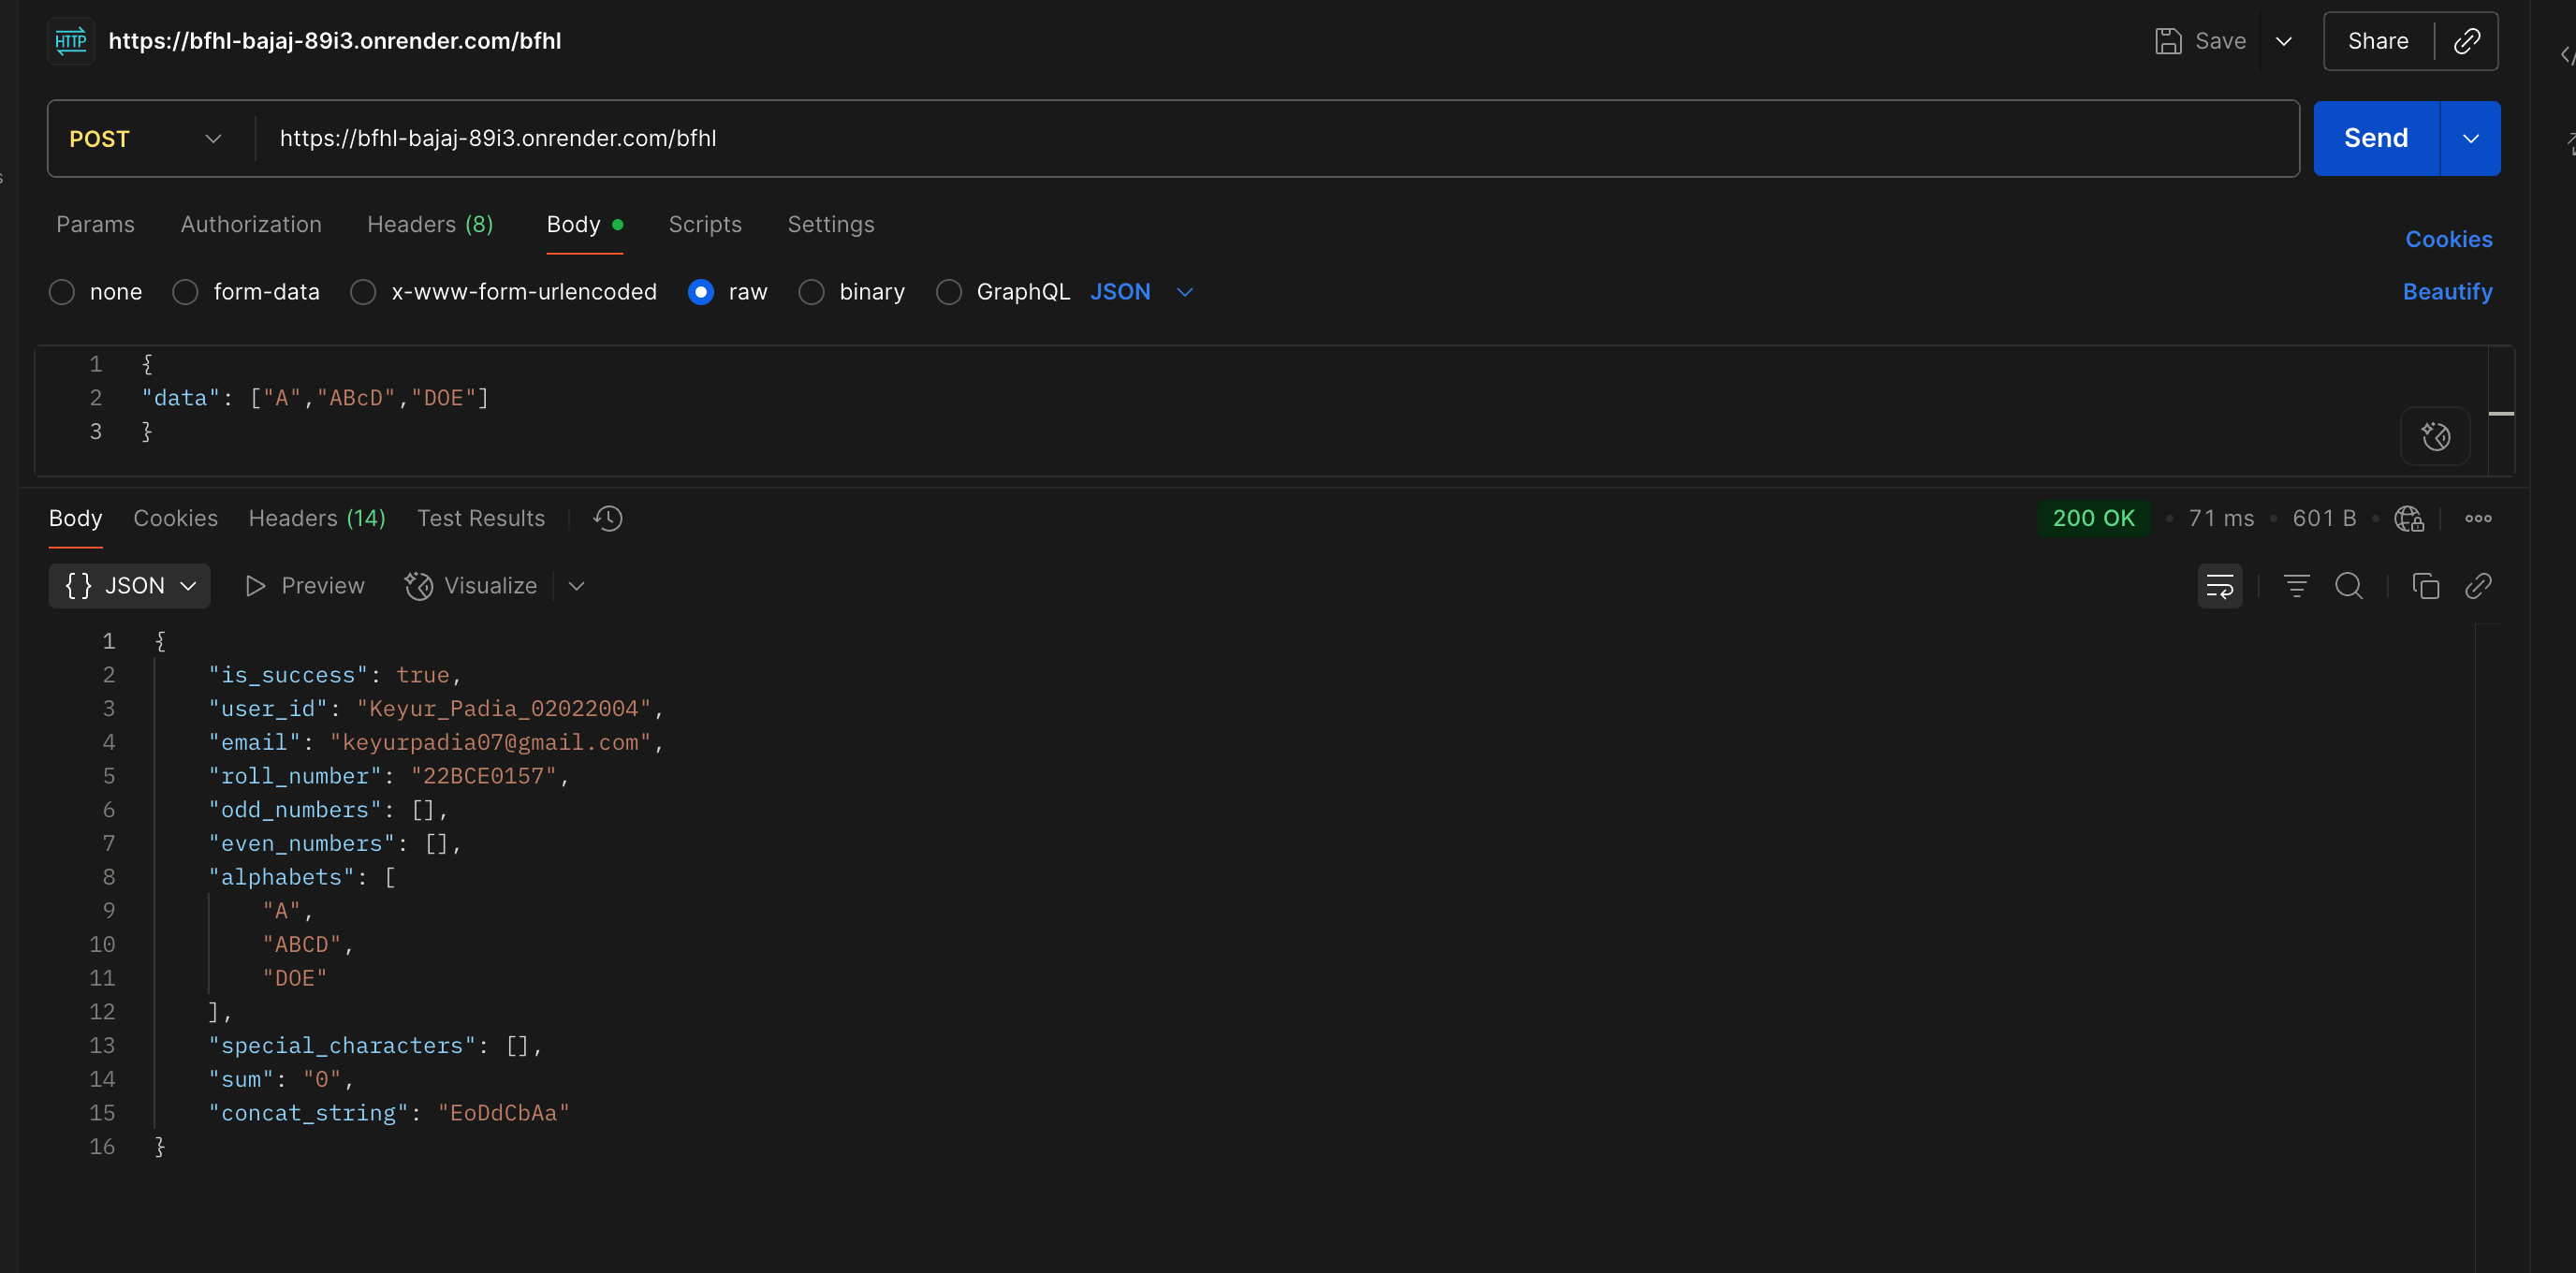 HTTP https://bfhl-bajaj-89i3.onrender.com/bfhl Save Share
POST https://bfhl-bajaj-89i3.onrender.com/bfhl Send
Params Authorization Headers (8) Body Scripts Settings Cookies
none form-data x-www-form-urlencoded raw binary GraphQL JSON Beautify
1 {
2 "data": ["A","ABcD","DOE"]
3 }
Body Cookies Headers (14) Test Results 200 OK • 71 ms • 601 B •
{} JSON Preview Visualize
1 {
2 "is_success": true,
3 "user_id": "Keyur_Padia_02022004",
4 "email": "keyurpadia07@gmail.com",
5 "roll_number": "22BCE0157",
6 "odd_numbers": [],
7 "even_numbers": [],
8 "alphabets": [
9 "A",
10 "ABCD",
11 "DOE"
12 ],
13 "special_characters": [],
14 "sum": "0",
15 "concat_string": "EoDdCbAa"
16 }